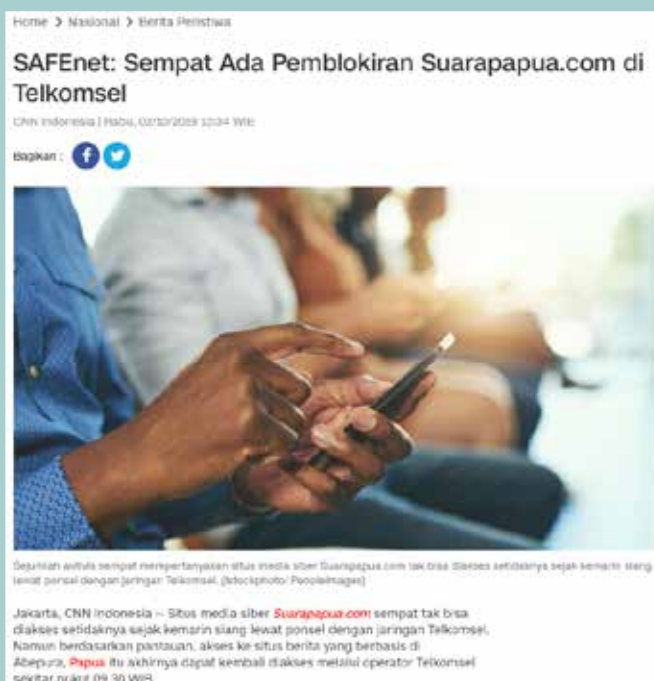 Home > Nasional > Berita Peristiwa
SAFEnet: Sempat Ada Pemblokiran Suarapapua.com di
Telkomsel
CNN Indonesia | Rabu, 02/10/2019 12:34 WIB
Bagikan :
Sejumlah aktivis sempat mempertanyakan situs media siber Suarapapua.com tak bisa diakses setidaknya sejak kemarin siang
lewat ponsel dengan jaringan Telkomsel. (Istockphoto/ Peopleimages)
Jakarta, CNN Indonesia -- Situs media siber Suarapapua.com sempat tak bisa
diakses setidaknya sejak kemarin siang lewat ponsel dengan jaringan Telkomsel.
Namun berdasarkan pantauan, akses ke situs berita yang berbasis di
Abepura, Papua itu akhirnya dapat kembali diakses melalui operator Telkomsel
sekitar pukul 09.30 WIB.